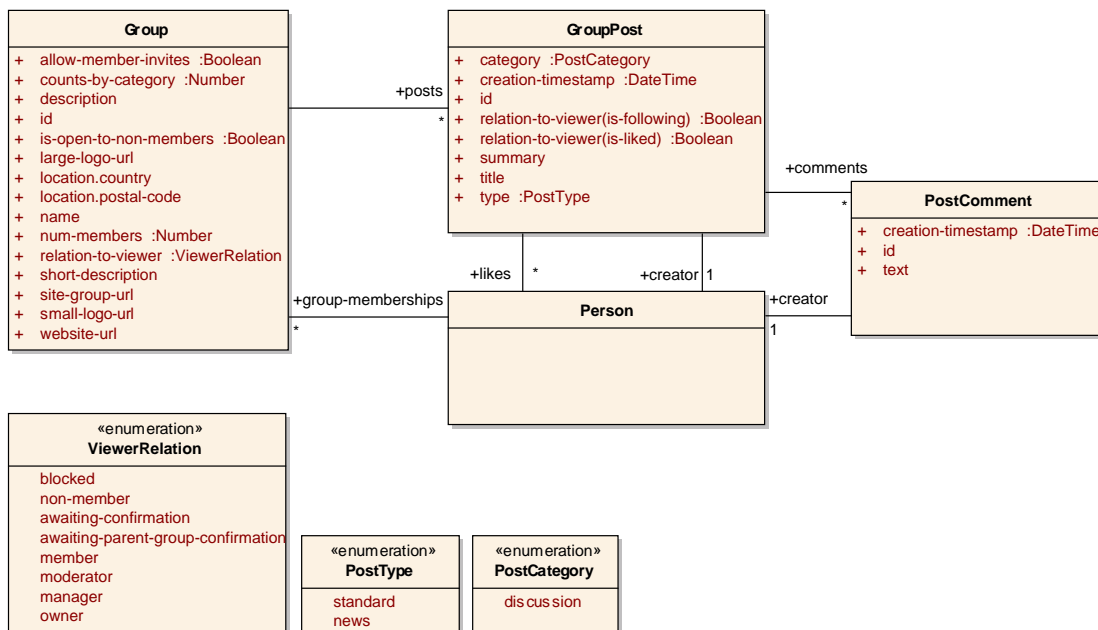 Group
+ allow-member-invites :Boolean
+ counts-by-category :Number
+ description
+ id
+ is-open-to-non-members :Boolean
+ large-logo-url
+ location.country
+ location.postal-code
+ name
+ num-members :Number
+ relation-to-viewer :ViewerRelation
+ short-description
+ site-group-url
+ small-logo-url
+ website-url
+posts
*
GroupPost
+ category :PostCategory
+ creation-timestamp :DateTime
+ id
+ relation-to-viewer(is-following) :Boolean
+ relation-to-viewer(is-liked) :Boolean
+ summary
+ title
+ type :PostType
+comments
*
PostComment
+ creation-timestamp :DateTime
+ id
+ text
+likes *
+creator 1
+group-memberships
*
Person
+creator
1
«enumeration»
ViewerRelation
blocked
non-member
awaiting-confirmation
awaiting-parent-group-confirmation
member
moderator
manager
owner
«enumeration»
PostType
standard
news
«enumeration»
PostCategory
discussion